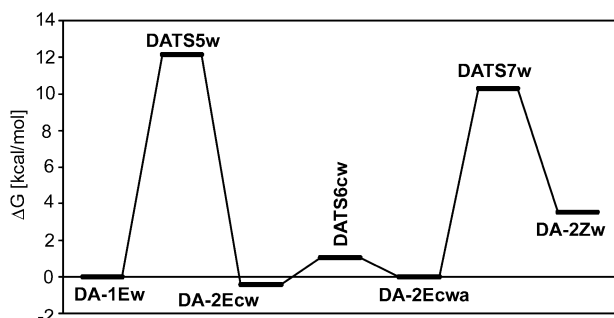 14
12
10
8
6
4
2
0
-2
ΔG [kcal/mol]
DATS5w
DATS7w
DATS6cw
DA-1Ew
DA-2Ecw
DA-2Ecwa
DA-2Zw